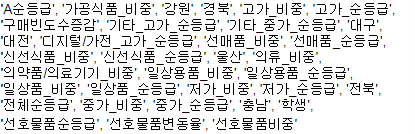 'A순등급', '가공식품_비중', '강원', '경북', '고가_비중', '고가_순등급',
'구매빈도수증감', '기타_고가_순등급', '기타_중가_순등급', '대구',
'대전', '디지털/가전_고가_순등급', '선매품_비중', '선매품_순등급',
'신선식품_비중', '신선식품_순등급', '울산', '의류_비중',
'의약품/의료기기_비중', '일상용품_비중', '일상용품_순등급',
'일상품_비중', '일상품_순등급', '저가_비중', '저가_순등급', '전북',
'전체순등급', '중가_비중', '중가_순등급', '충남', '학생',
'선호물품순등급', '선호물품변동율', '선호물품비중'